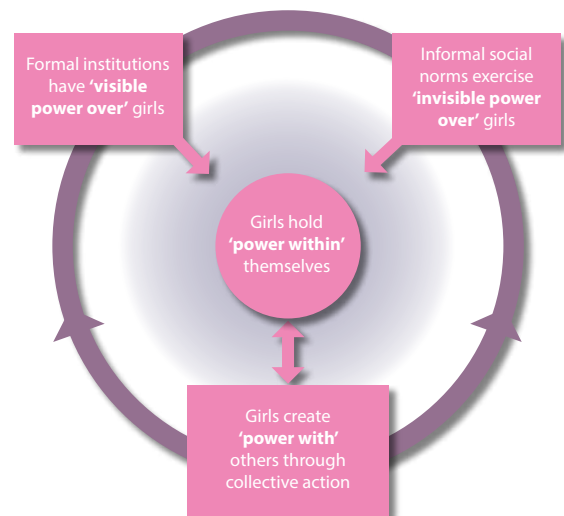 Formal institutions
have ‘visible
power over’ girls
Informal social
norms exercise
‘invisible power
over’ girls
Girls hold
‘power within’
themselves
Girls create
‘power with’
others through
collective action